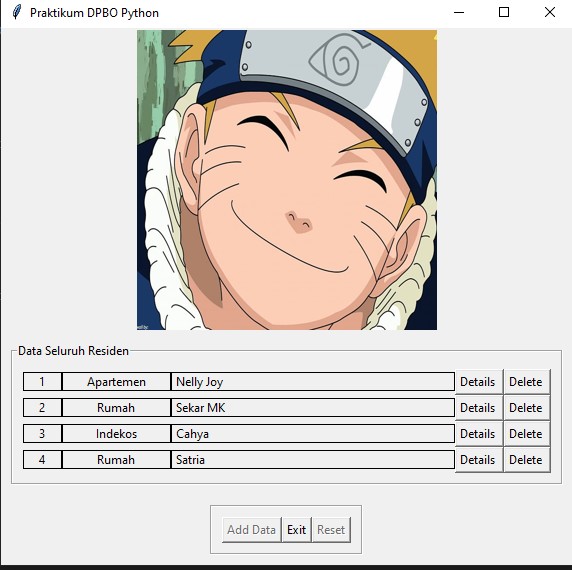 Praktikum DPBO Python
Data Seluruh Residen
1 Apartemen Nelly Joy Details Delete
2 Rumah Sekar MK Details Delete
3 Indekos Cahya Details Delete
4 Rumah Satria Details Delete
Add Data Exit Reset